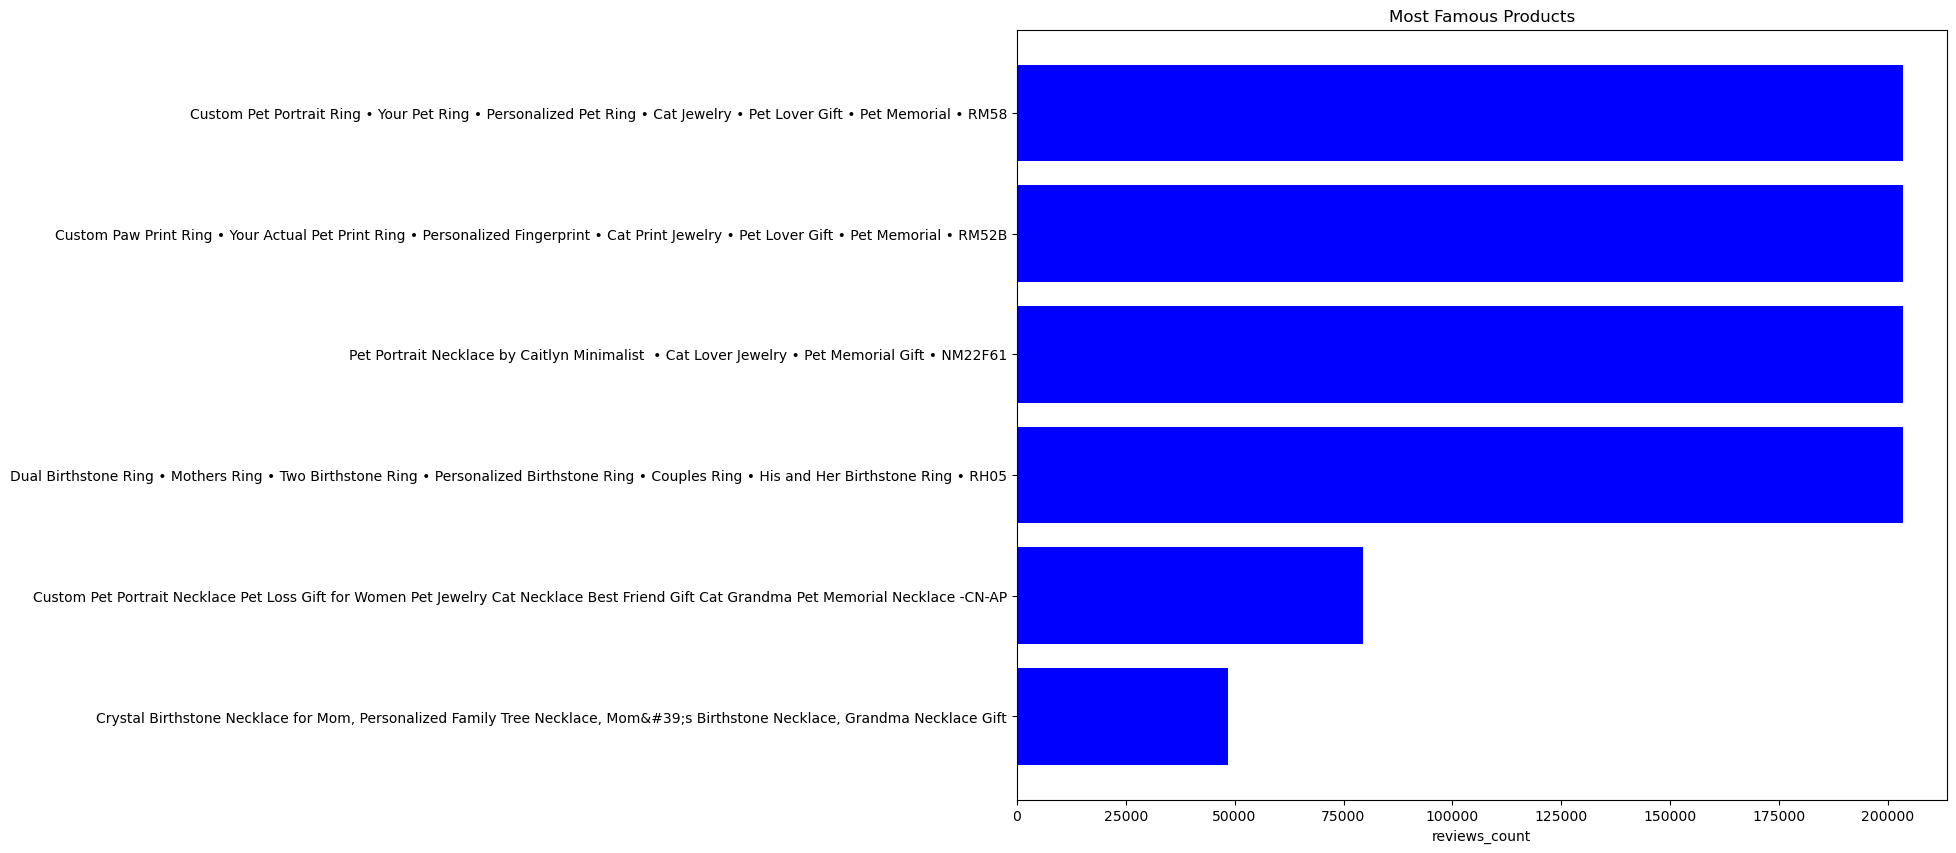 Most Famous Products
Custom Pet Portrait Ring • Your Pet Ring • Personalized Pet Ring • Cat Jewelry • Pet Lover Gift • Pet Memorial • RM58
Custom Paw Print Ring • Your Actual Pet Print Ring • Personalized Fingerprint • Cat Print Jewelry • Pet Lover Gift • Pet Memorial • RM52B
Pet Portrait Necklace by Caitlyn Minimalist  • Cat Lover Jewelry • Pet Memorial Gift • NM22F61
Dual Birthstone Ring • Mothers Ring • Two Birthstone Ring • Personalized Birthstone Ring • Couples Ring • His and Her Birthstone Ring • RH05
Custom Pet Portrait Necklace Pet Loss Gift for Women Pet Jewelry Cat Necklace Best Friend Gift Cat Grandma Pet Memorial Necklace -CN-AP
Crystal Birthstone Necklace for Mom, Personalized Family Tree Necklace, Mom&#39;s Birthstone Necklace, Grandma Necklace Gift
0 25000 50000 75000 100000 125000 150000 175000 200000
reviews_count